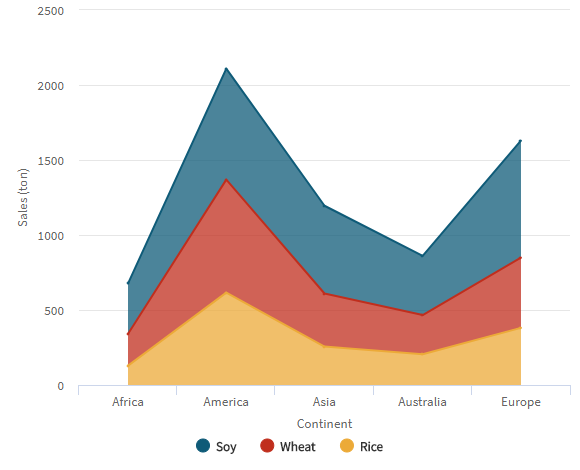 2500
2000
1500
1000
500
0
Sales (ton)
Africa America Asia Australia Europe
Continent
Soy Wheat Rice